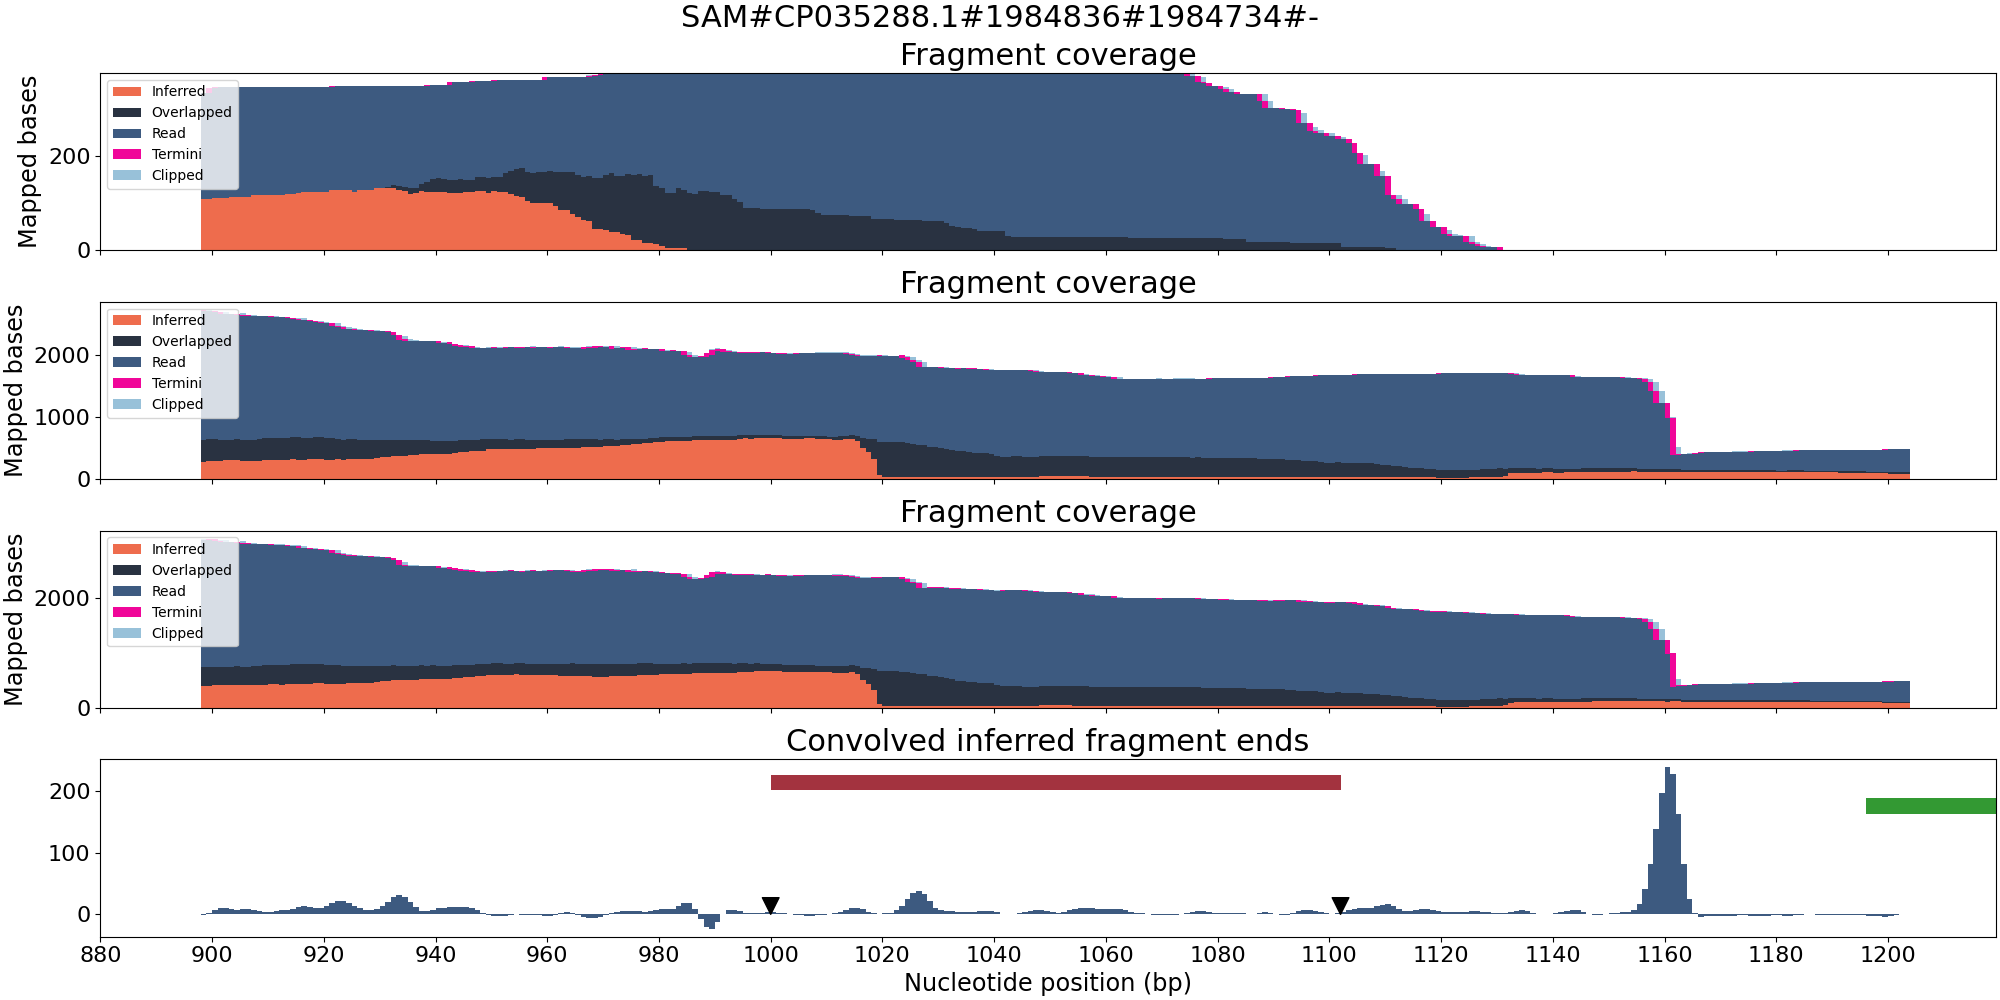 SAM#CP035288.1#1984836#1984734#-
Fragment coverage
Mapped bases
200
0
Inferred
Overlapped
Read
Termini
Clipped
Fragment coverage
Mapped bases
2000
1000
0
Inferred
Overlapped
Read
Termini
Clipped
Fragment coverage
Mapped bases
2000
0
Inferred
Overlapped
Read
Termini
Clipped
Convolved inferred fragment ends
200
100
0
880 900 920 940 960 980 1000 1020 1040 1060 1080 1100 1120 1140 1160 1180 1200
Nucleotide position (bp)